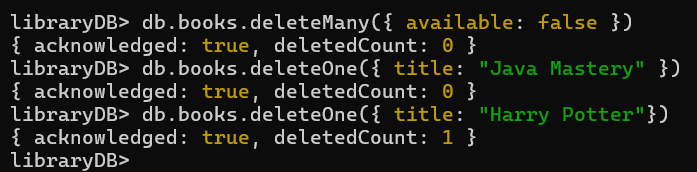 libraryDB> db.books.deleteMany({ available: false })
{ acknowledged: true, deletedCount: 0 }
libraryDB> db.books.deleteOne({ title: "Java Mastery" })
{ acknowledged: true, deletedCount: 0 }
libraryDB> db.books.deleteOne({ title: "Harry Potter"})
{ acknowledged: true, deletedCount: 1 }
libraryDB>